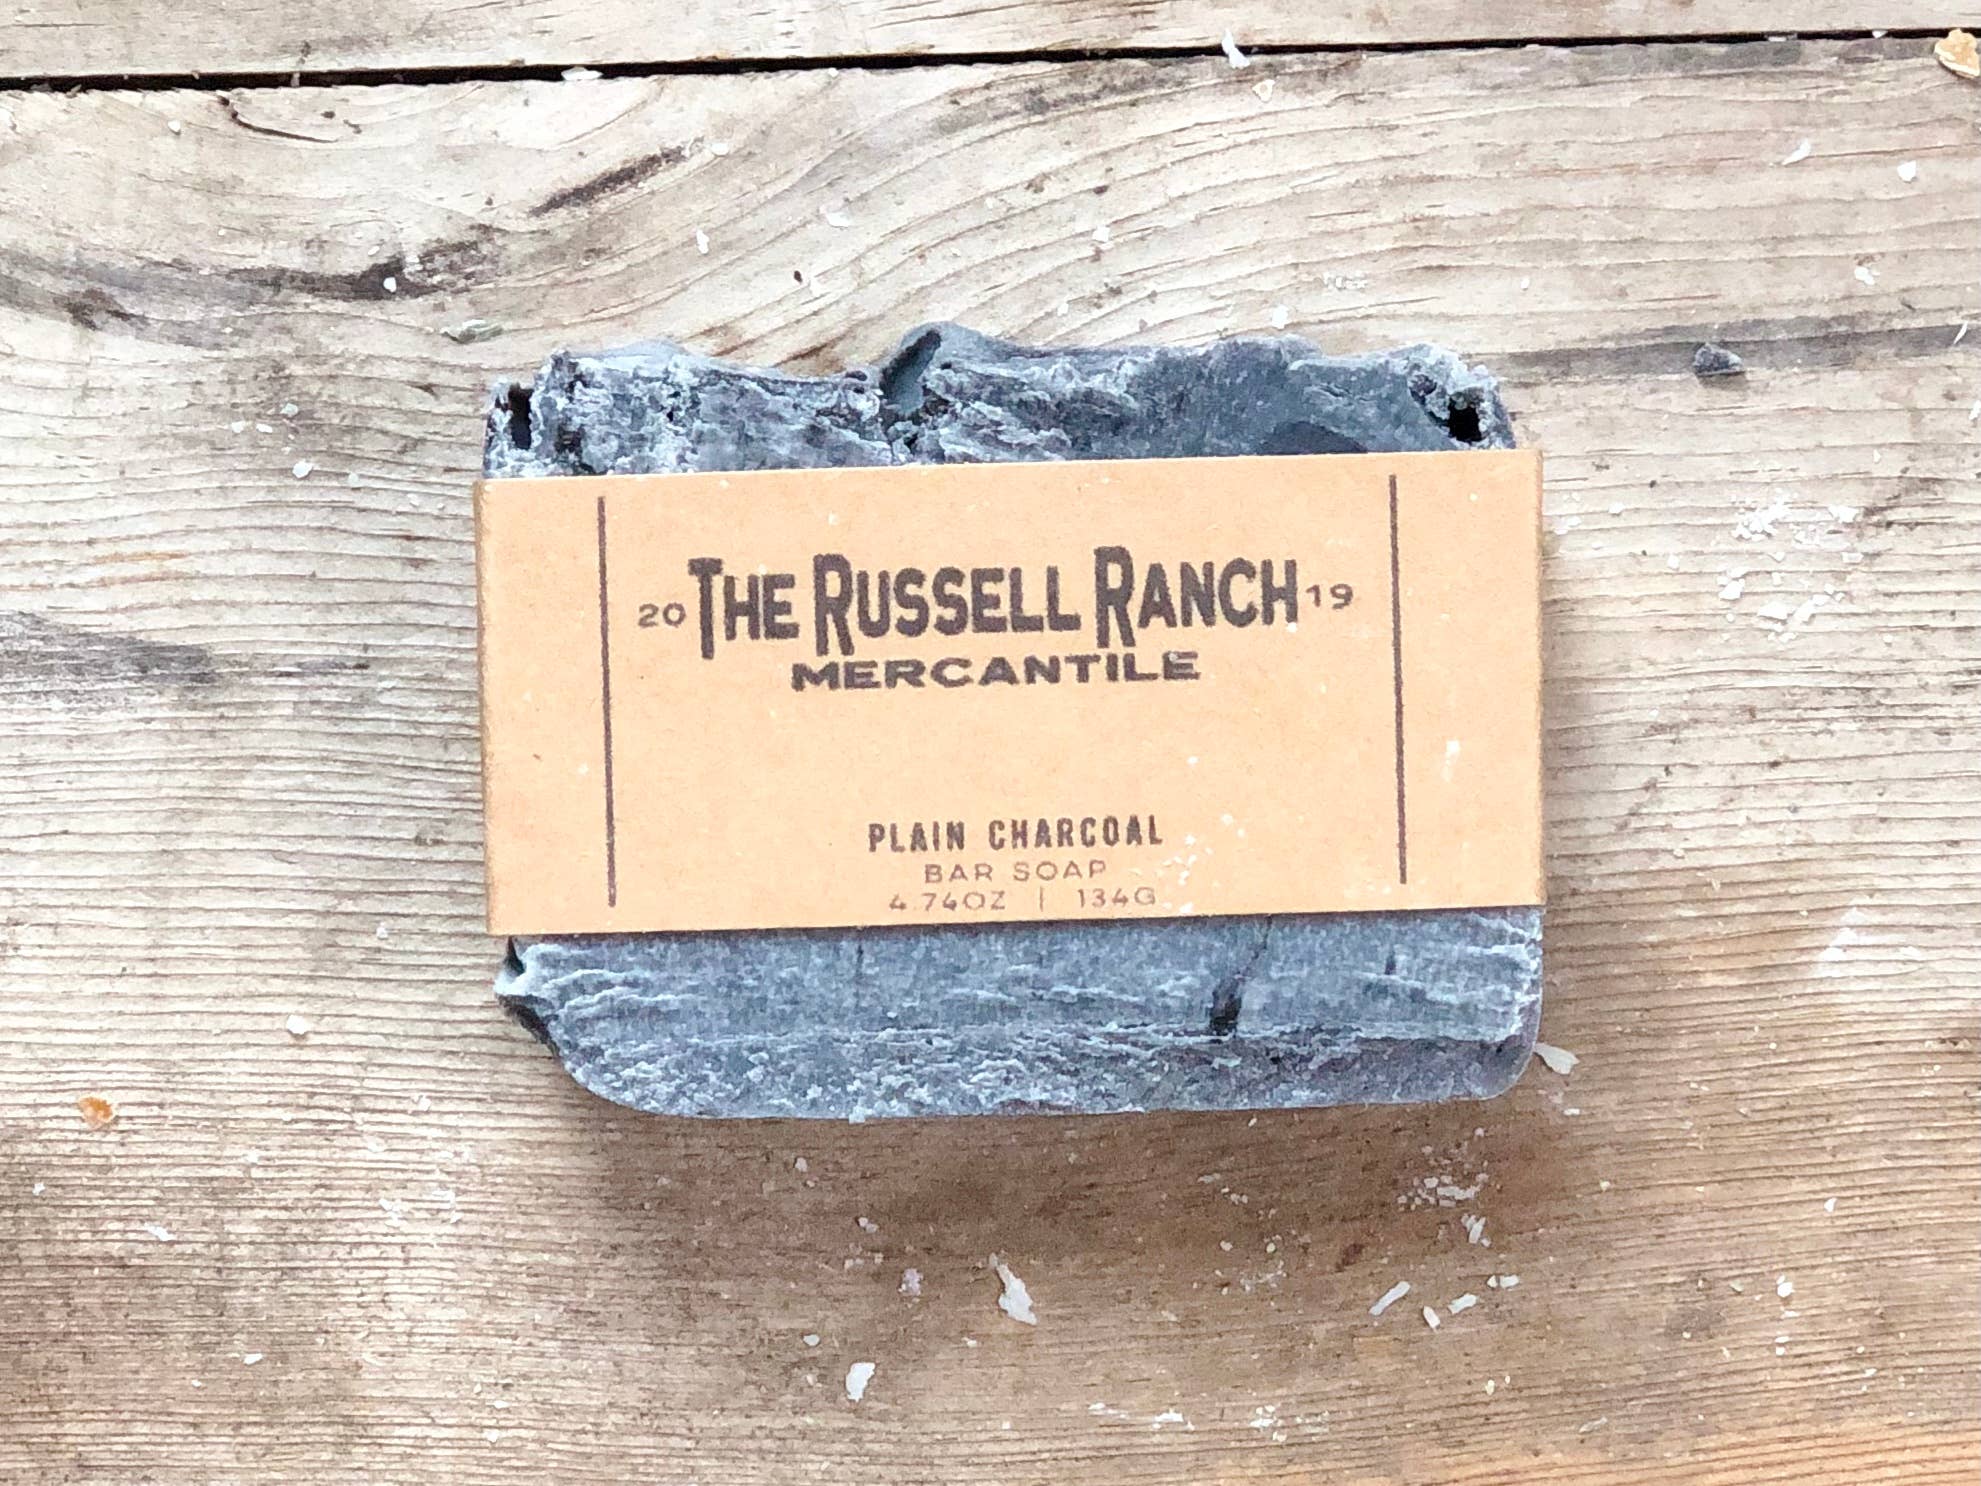 20 THE RUSSELL RANCH 19
MERCANTILE
PLAIN CHARCOAL
BAR SOAP
4.74OZ | 134G